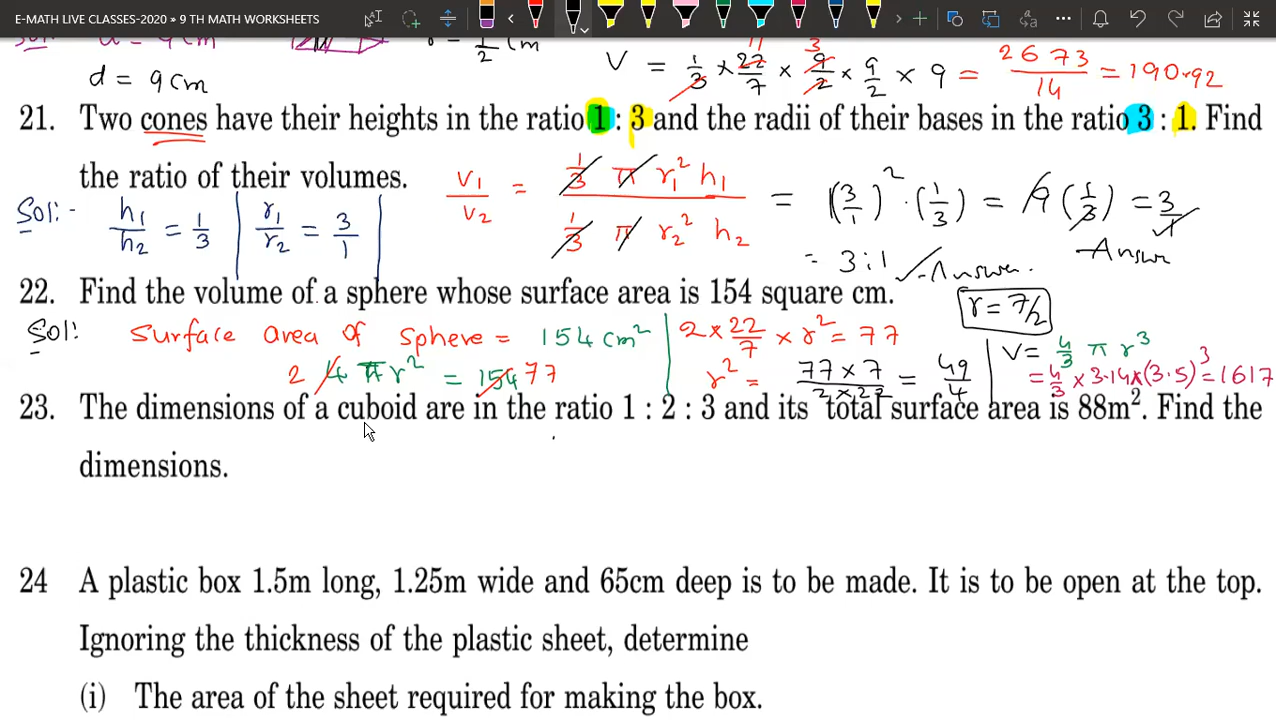 E-MATH LIVE CLASSES-2020 » 9 TH MATH WORKSHEETS
d = 9 cm
V = 1/3 × 22/7 × 9/2 × 9/2 × 9 = 2673/14 = 190.92
11 3
21. Two cones have their heights in the ratio 1 : 3 and the radii of their bases in the ratio 3 : 1. Find
the ratio of their volumes.
Sol:- h₁/h₂ = 1/3 | r₁/r₂ = 3/1 |
V₁/V₂ = 1/3 π r₁² h₁ / 1/3 π r₂² h₂ = (3/1)² · (1/3) = 9 (1/3) = 3/1
Answer
= 3:1 Answer.
22. Find the volume of a sphere whose surface area is 154 square cm.
Sol: Surface area of sphere = 154 cm²
2 4 π r² = 154 77
2 × 22/7 × r² = 77
r² = 77 × 7 / 2 × 22 = 49/4
r = 7/2
V = 4/3 π r³
= 4/3 × 3.14 × (3.5)³ = 1617
23. The dimensions of a cuboid are in the ratio 1 : 2 : 3 and its total surface area is 88m². Find the
dimensions.
24 A plastic box 1.5m long, 1.25m wide and 65cm deep is to be made. It is to be open at the top.
Ignoring the thickness of the plastic sheet, determine
(i) The area of the sheet required for making the box.